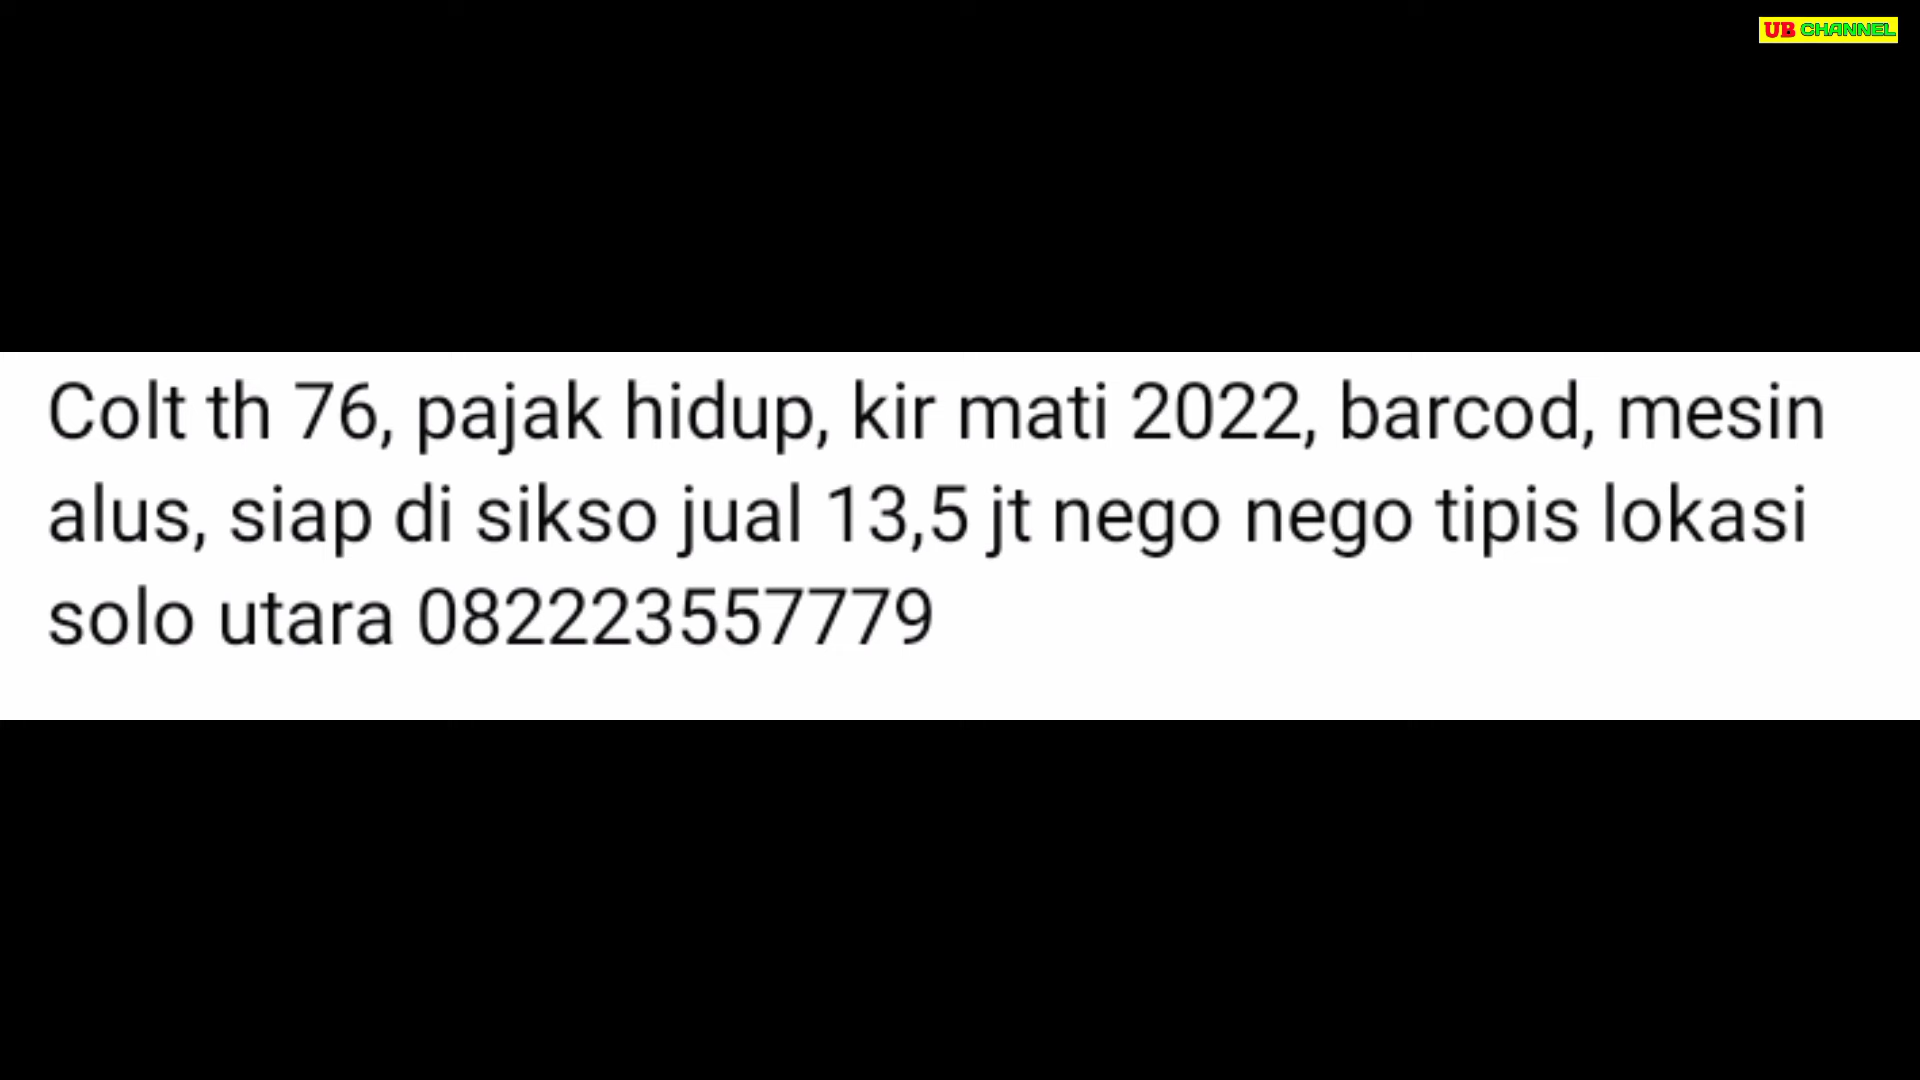 UB CHANNEL
Colt th 76, pajak hidup, kir mati 2022, barcod, mesin
alus, siap di sikso jual 13,5 jt nego nego tipis lokasi
solo utara 082223557779